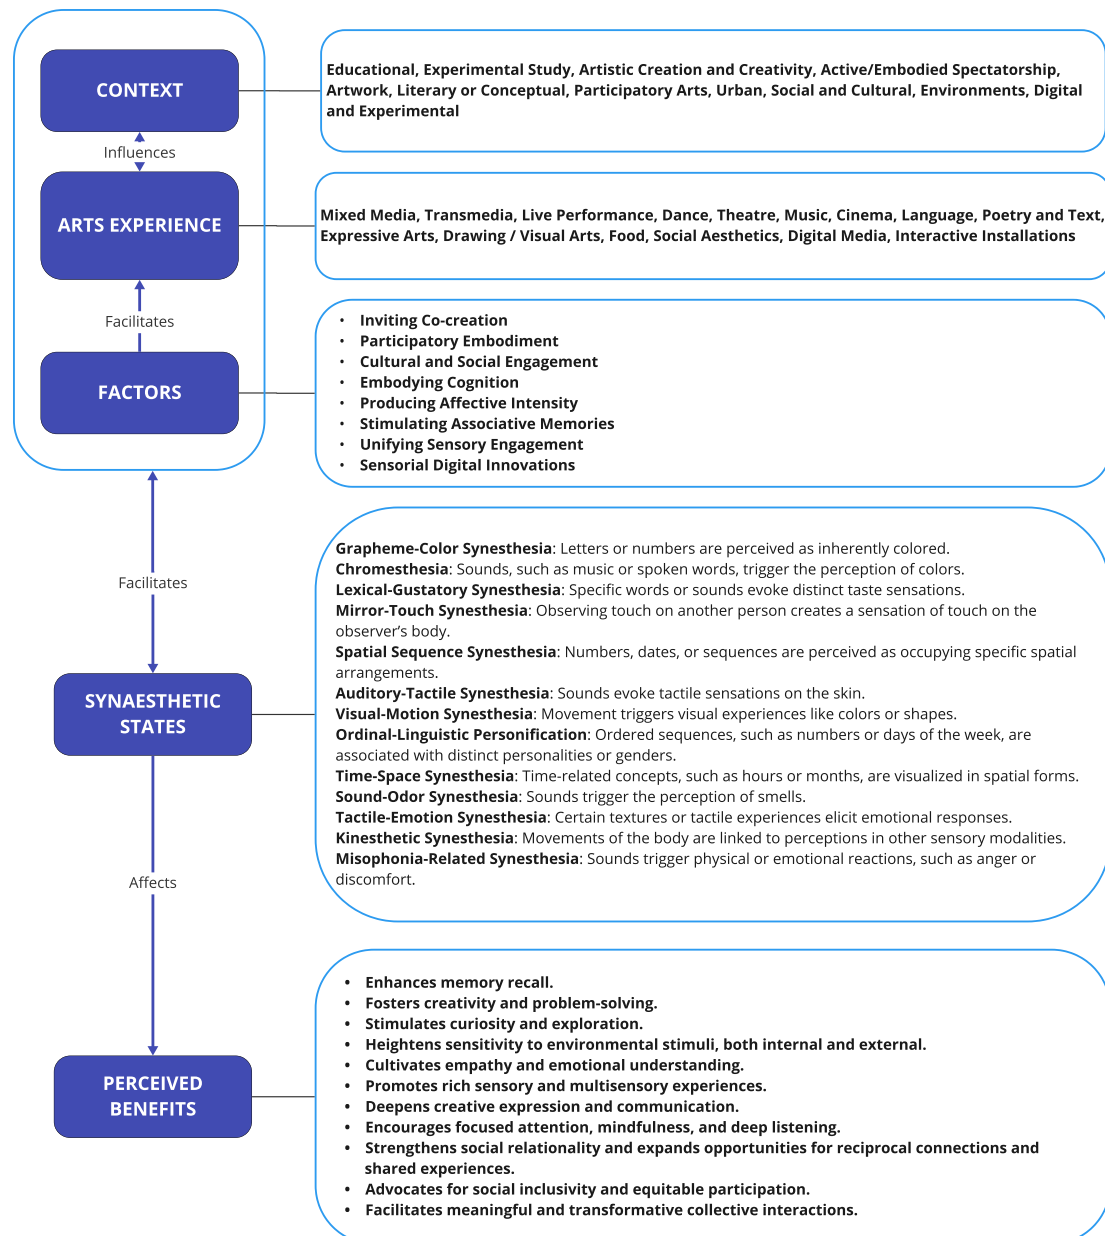 CONTEXT
Educational, Experimental Study, Artistic Creation and Creativity, Active/Embodied Spectatorship,
Artwork, Literary or Conceptual, Participatory Arts, Urban, Social and Cultural, Environments, Digital
and Experimental
Influences
ARTS EXPERIENCE
Mixed Media, Transmedia, Live Performance, Dance, Theatre, Music, Cinema, Language, Poetry and Text,
Expressive Arts, Drawing / Visual Arts, Food, Social Aesthetics, Digital Media, Interactive Installations
Facilitates
FACTORS
• Inviting Co-creation
• Participatory Embodiment
• Cultural and Social Engagement
• Embodying Cognition
• Producing Affective Intensity
• Stimulating Associative Memories
• Unifying Sensory Engagement
• Sensorial Digital Innovations
Facilitates
SYNAESTHETIC
STATES
Grapheme-Color Synesthesia: Letters or numbers are perceived as inherently colored.
Chromesthesia: Sounds, such as music or spoken words, trigger the perception of colors.
Lexical-Gustatory Synesthesia: Specific words or sounds evoke distinct taste sensations.
Mirror-Touch Synesthesia: Observing touch on another person creates a sensation of touch on the
observer's body.
Spatial Sequence Synesthesia: Numbers, dates, or sequences are perceived as occupying specific spatial
arrangements.
Auditory-Tactile Synesthesia: Sounds evoke tactile sensations on the skin.
Visual-Motion Synesthesia: Movement triggers visual experiences like colors or shapes.
Ordinal-Linguistic Personification: Ordered sequences, such as numbers or days of the week, are
associated with distinct personalities or genders.
Time-Space Synesthesia: Time-related concepts, such as hours or months, are visualized in spatial forms.
Sound-Odor Synesthesia: Sounds trigger the perception of smells.
Tactile-Emotion Synesthesia: Certain textures or tactile experiences elicit emotional responses.
Kinesthetic Synesthesia: Movements of the body are linked to perceptions in other sensory modalities.
Misophonia-Related Synesthesia: Sounds trigger physical or emotional reactions, such as anger or
discomfort.
Affects
PERCEIVED
BENEFITS
• Enhances memory recall.
• Fosters creativity and problem-solving.
• Stimulates curiosity and exploration.
• Heightens sensitivity to environmental stimuli, both internal and external.
• Cultivates empathy and emotional understanding.
• Promotes rich sensory and multisensory experiences.
• Deepens creative expression and communication.
• Encourages focused attention, mindfulness, and deep listening.
• Strengthens social relationality and expands opportunities for reciprocal connections and
shared experiences.
• Advocates for social inclusivity and equitable participation.
• Facilitates meaningful and transformative collective interactions.